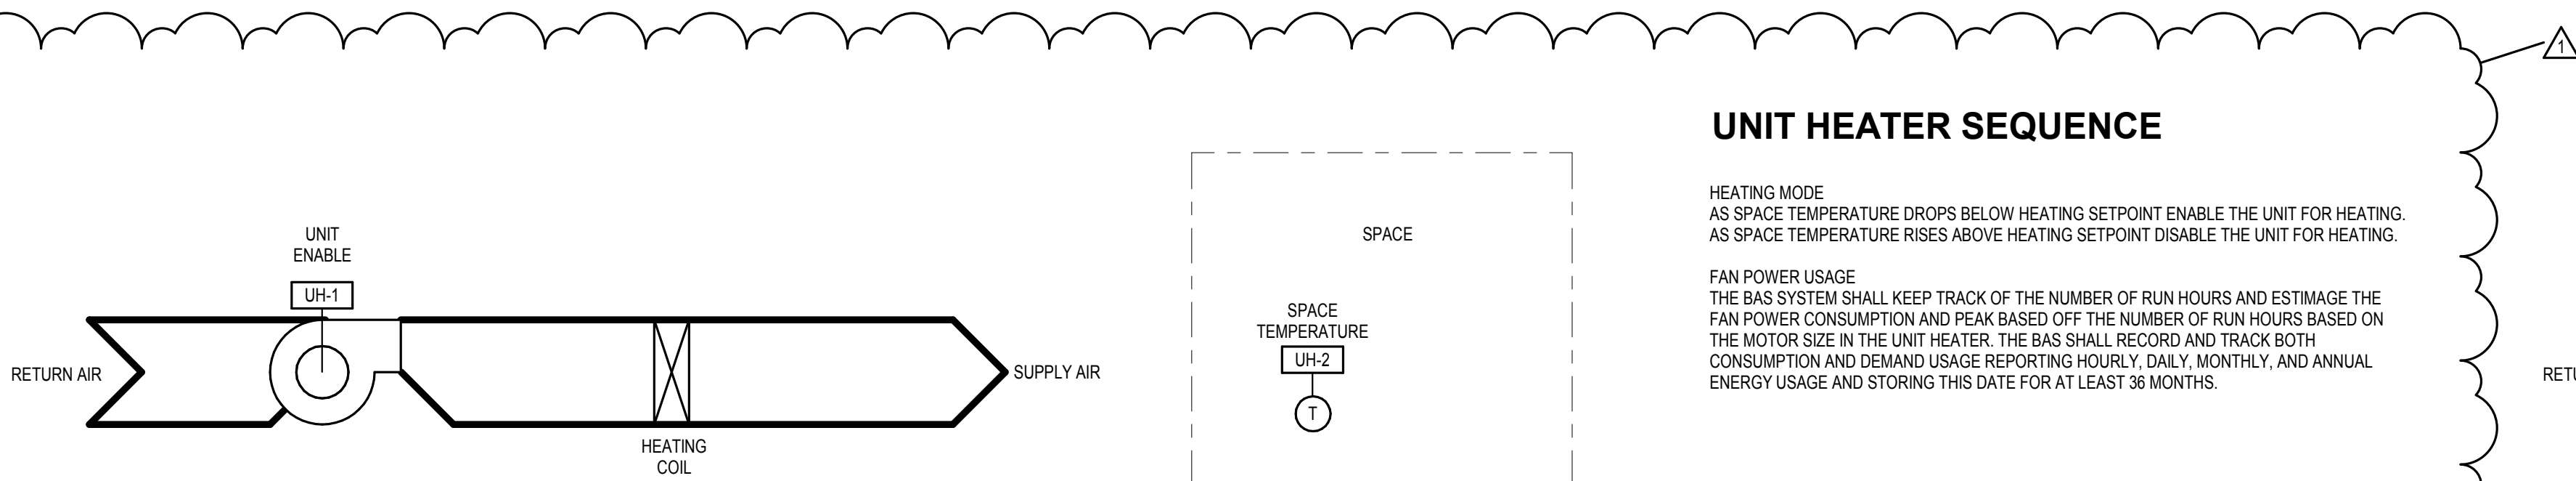 1
UNIT HEATER SEQUENCE
HEATING MODE
AS SPACE TEMPERATURE DROPS BELOW HEATING SETPOINT ENABLE THE UNIT FOR HEATING.
AS SPACE TEMPERATURE RISES ABOVE HEATING SETPOINT DISABLE THE UNIT FOR HEATING.
FAN POWER USAGE
THE BAS SYSTEM SHALL KEEP TRACK OF THE NUMBER OF RUN HOURS AND ESTIMAGE THE
FAN POWER CONSUMPTION AND PEAK BASED OFF THE NUMBER OF RUN HOURS BASED ON
THE MOTOR SIZE IN THE UNIT HEATER. THE BAS SHALL RECORD AND TRACK BOTH
CONSUMPTION AND DEMAND USAGE REPORTING HOURLY, DAILY, MONTHLY, AND ANNUAL
ENERGY USAGE AND STORING THIS DATE FOR AT LEAST 36 MONTHS.
UNIT
ENABLE
UH-1
RETURN AIR
SUPPLY AIR
HEATING
COIL
SPACE
SPACE
TEMPERATURE
UH-2
T